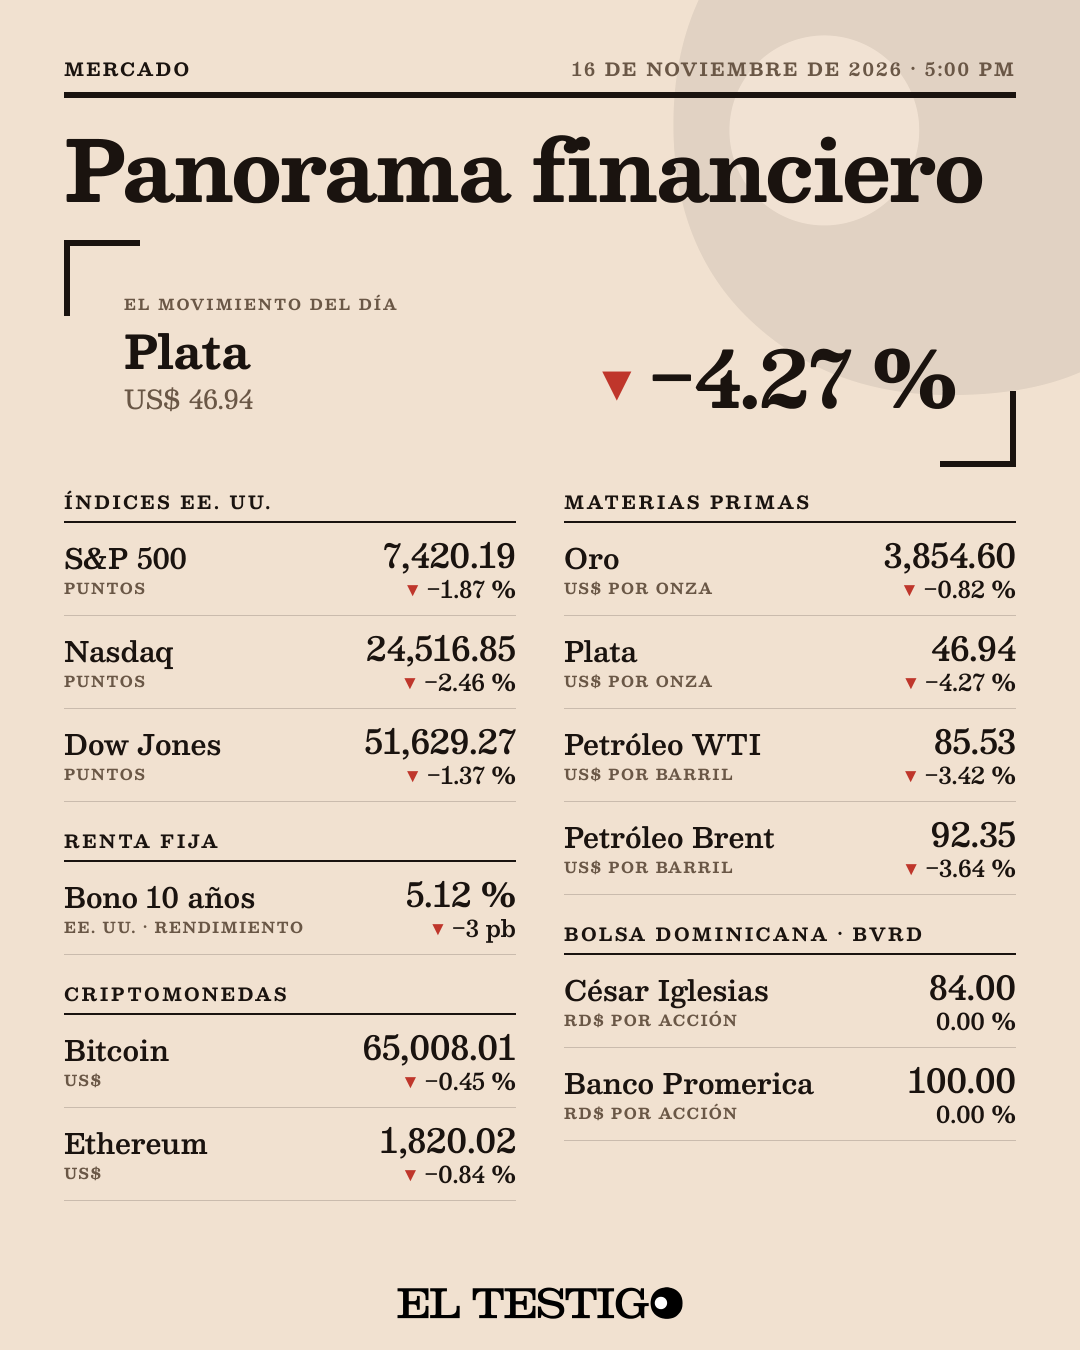 MERCADO
16 DE NOVIEMBRE DE 2026 · 5:00 PM
Panorama financiero
EL MOVIMIENTO DEL DÍA
Plata
US$ 46.94
▼ −4.27 %
ÍNDICES EE. UU.
S&P 500 7,420.19
PUNTOS ▼ −1.87 %
Nasdaq 24,516.85
PUNTOS ▼ −2.46 %
Dow Jones 51,629.27
PUNTOS ▼ −1.37 %
RENTA FIJA
Bono 10 años 5.12 %
EE. UU. · RENDIMIENTO ▼ −3 pb
CRIPTOMONEDAS
Bitcoin 65,008.01
US$ ▼ −0.45 %
Ethereum 1,820.02
US$ ▼ −0.84 %
MATERIAS PRIMAS
Oro 3,854.60
US$ POR ONZA ▼ −0.82 %
Plata 46.94
US$ POR ONZA ▼ −4.27 %
Petróleo WTI 85.53
US$ POR BARRIL ▼ −3.42 %
Petróleo Brent 92.35
US$ POR BARRIL ▼ −3.64 %
BOLSA DOMINICANA · BVRD
César Iglesias 84.00
RD$ POR ACCIÓN 0.00 %
Banco Promerica 100.00
RD$ POR ACCIÓN 0.00 %
EL TESTIGO